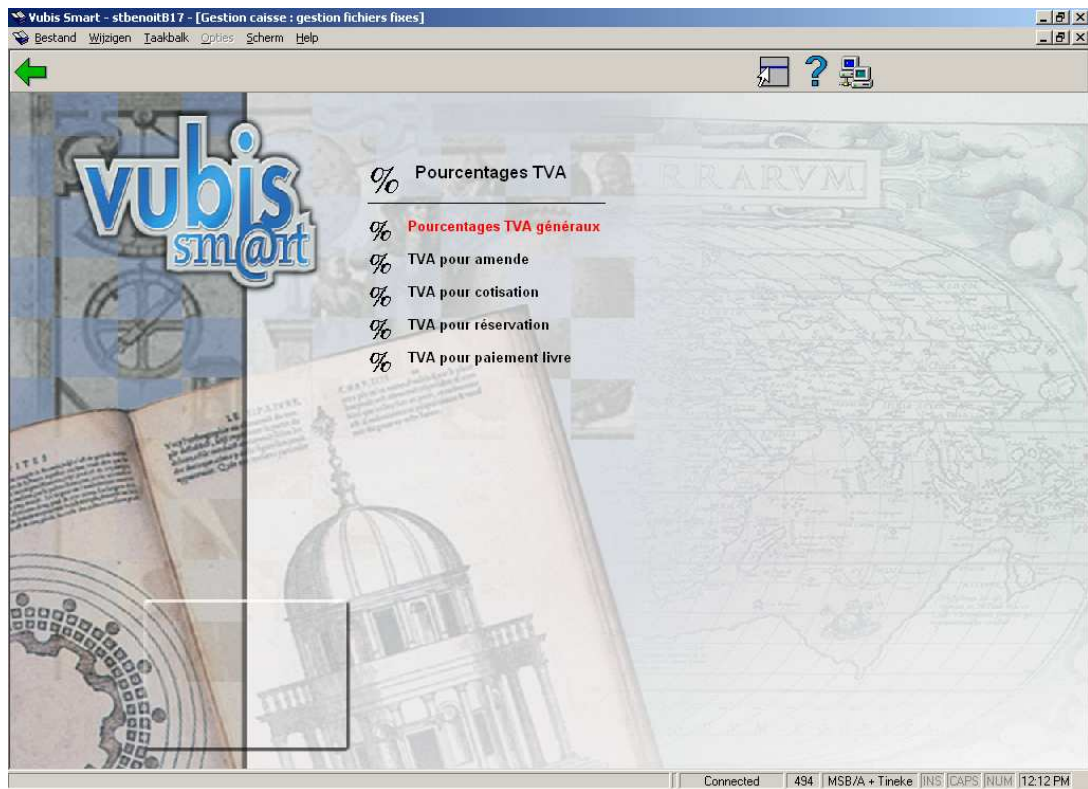 Vubis Smart - stbenoitB17 - [Gestion caisse : gestion fichiers fixes]
Bestand Wijzigen Taakbalk Opties Scherm Help
vubis
sm@rt
% Pourcentages TVA
% Pourcentages TVA généraux
% TVA pour amende
% TVA pour cotisation
% TVA pour réservation
% TVA pour paiement livre
RRARVM
Connected 494 MSB/A + Tineke INS CAPS NUM 12:12 PM